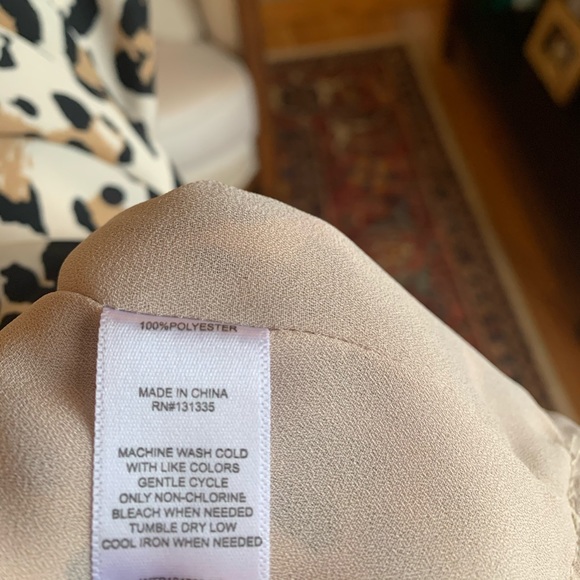 100%POLYESTER
MADE IN CHINA
RN#131335
MACHINE WASH COLD
WITH LIKE COLORS
GENTLE CYCLE
ONLY NON-CHLORINE
BLEACH WHEN NEEDED
TUMBLE DRY LOW
COOL IRON WHEN NEEDED